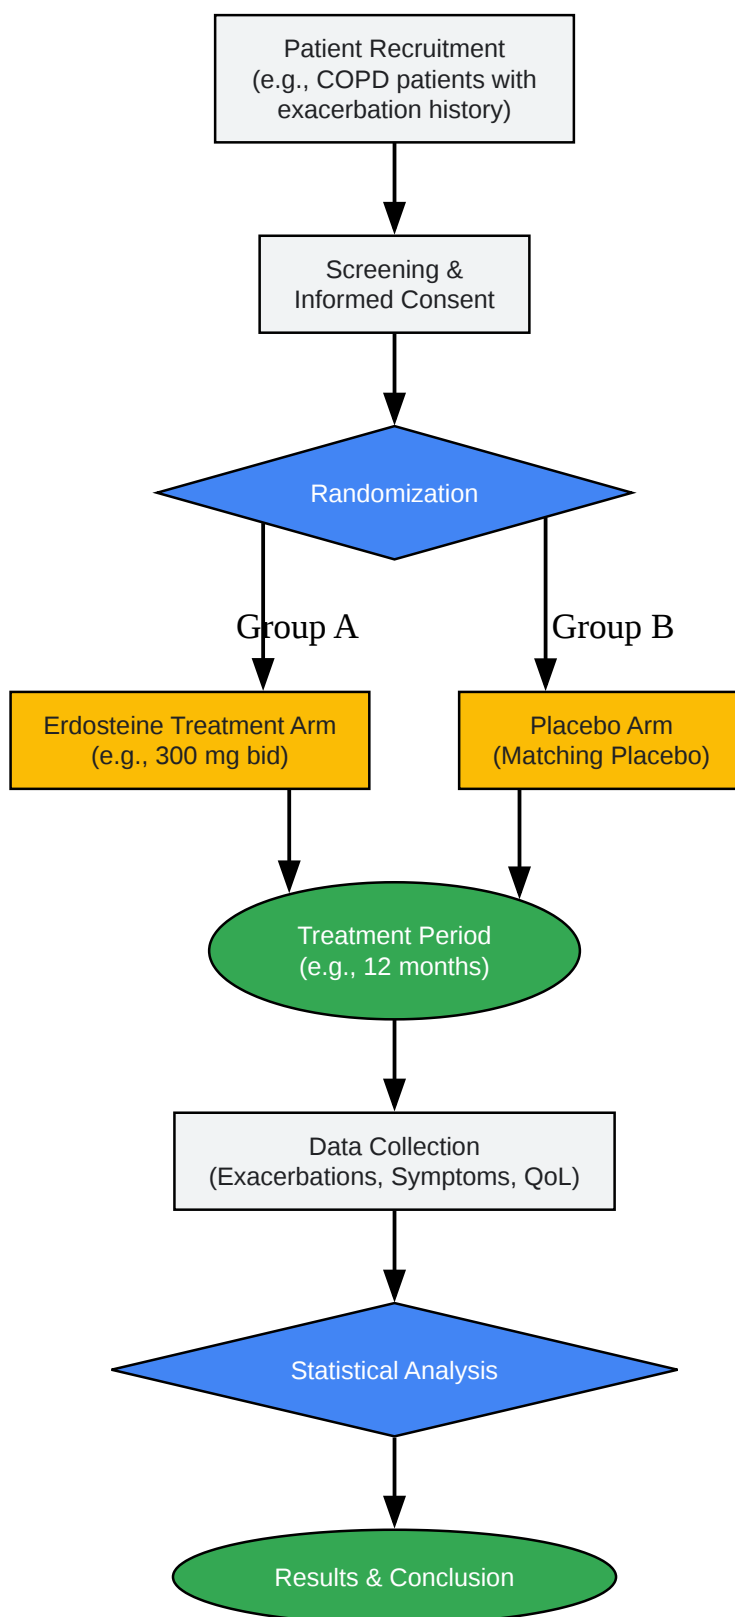 Patient Recruitment
(e.g., COPD patients with
exacerbation history)
Screening &
Informed Consent
Randomization
Group A
Group B
Erdosteine Treatment Arm
(e.g., 300 mg bid)
Placebo Arm
(Matching Placebo)
Treatment Period
(e.g., 12 months)
Data Collection
(Exacerbations, Symptoms, QoL)
Statistical Analysis
Results & Conclusion